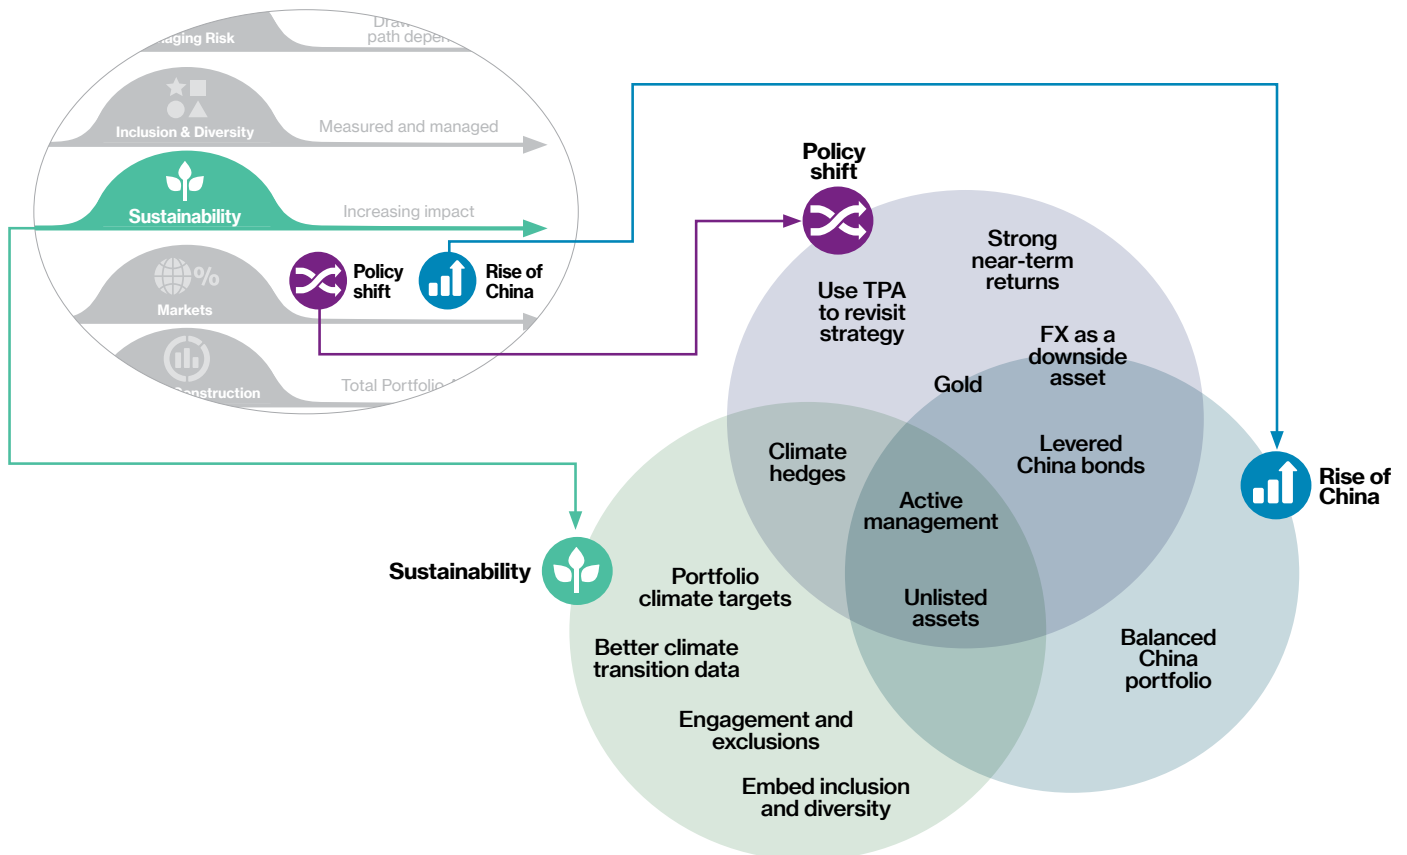 Risk
path
Inclusion & Diversity
Measured and managed
Sustainability
Increasing impact
Policy
shift
Rise of
China
Markets
Total Portfolio
Policy
shift
Strong
near-term
returns
Use TPA
to revisit
strategy
FX as a
downside
asset
Gold
Climate
hedges
Levered
China bonds
Active
management
Rise of
China
Sustainability
Portfolio
climate targets
Unlisted
assets
Better climate
transition data
Balanced
China
portfolio
Engagement and
exclusions
Embed inclusion
and diversity